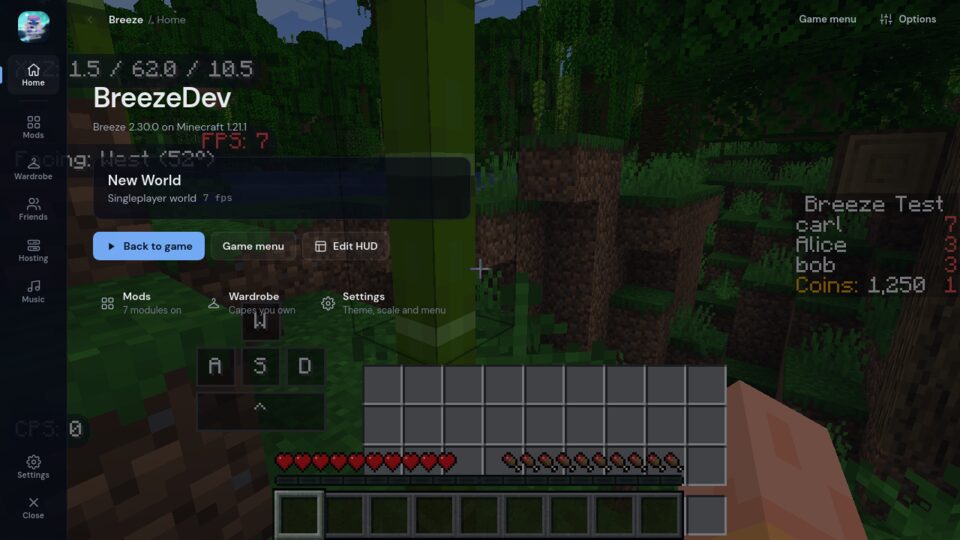 Breeze /. Home
Game menu
Options
XYZ: 1.5 / 62.0 / 10.5
Home
BreezeDev
Breeze 2.30.0 on Minecraft 1.21.1
FPS: 7
Mods
Facing: West (52°)
Wardrobe
New World
Singleplayer world 7 fps
Friends
Breeze Test
carl 7
Alice 3
bob 3
Coins: 1,250 1
Hosting
Back to game
Game menu
Edit HUD
Music
Mods
7 modules on
Wardrobe
Capes you own
Settings
Theme, scale and menu
W
A S D
^
CPS: 0
Settings
Close